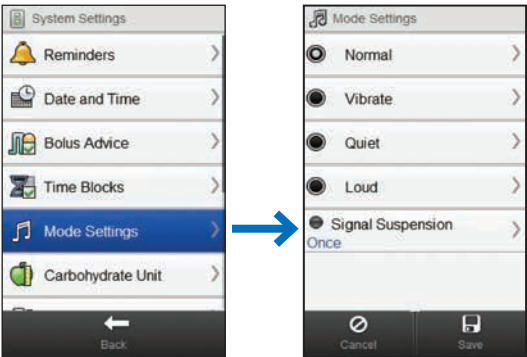 System Settings
Reminders
Date and Time
Bolus Advice
Time Blocks
Mode Settings
Carbohydrate Unit
Back
Mode Settings
Normal
Vibrate
Quiet
Loud
Signal Suspension
Once
Cancel
Save